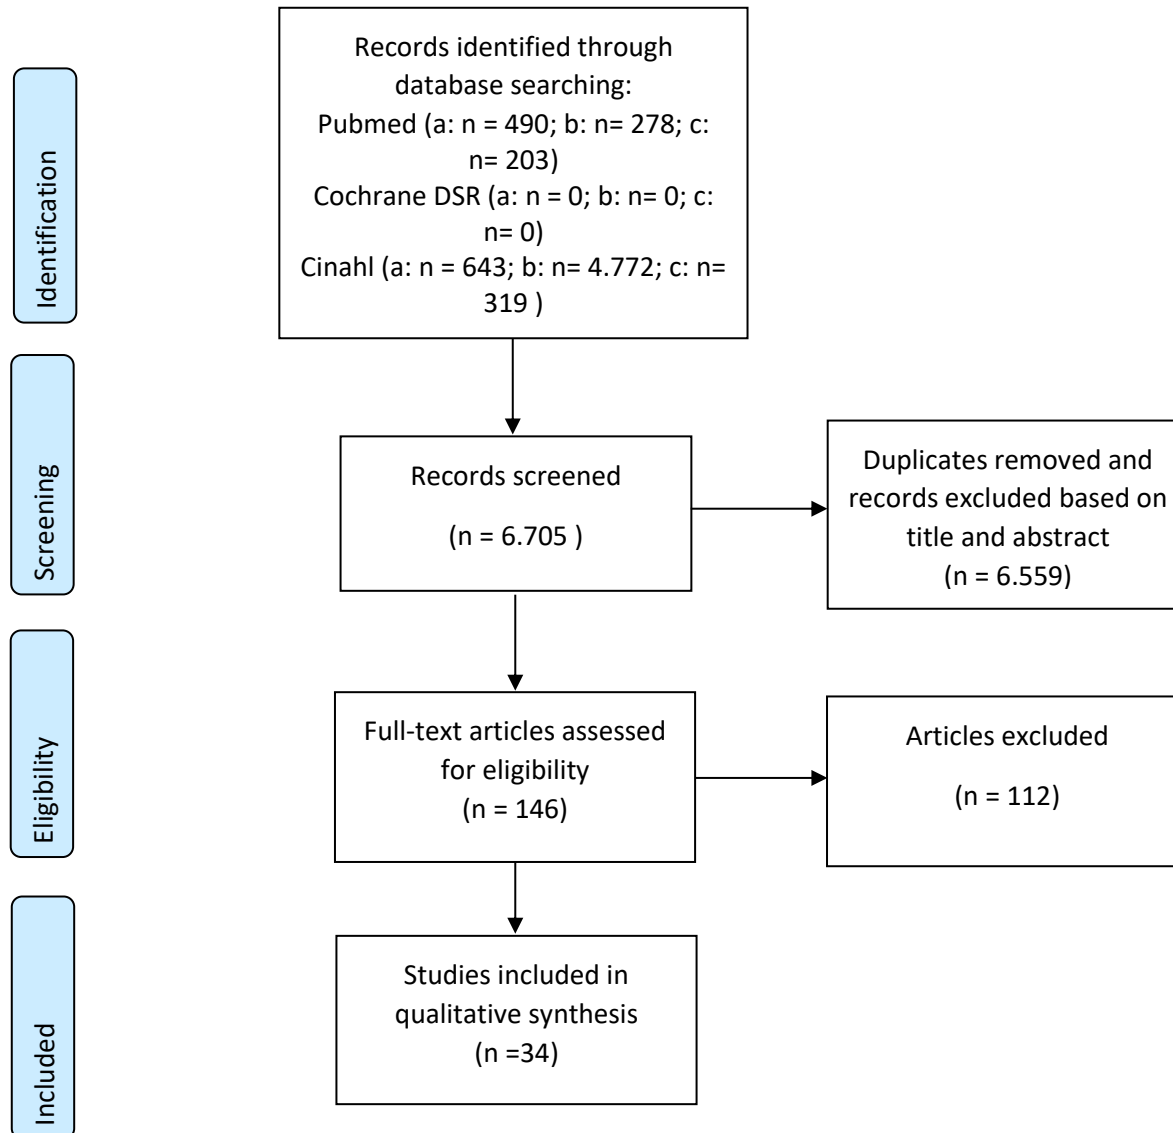 Identification
Records identified through
database searching:
Pubmed (a: n = 490; b: n= 278; c:
n= 203)
Cochrane DSR (a: n = 0; b: n= 0; c:
n= 0)
Cinahl (a: n = 643; b: n= 4.772; c: n=
319 )
Screening
Records screened
(n = 6.705 )
Duplicates removed and
records excluded based on
title and abstract
(n = 6.559)
Eligibility
Full-text articles assessed
for eligibility
(n = 146)
Articles excluded
(n = 112)
Included
Studies included in
qualitative synthesis
(n =34)